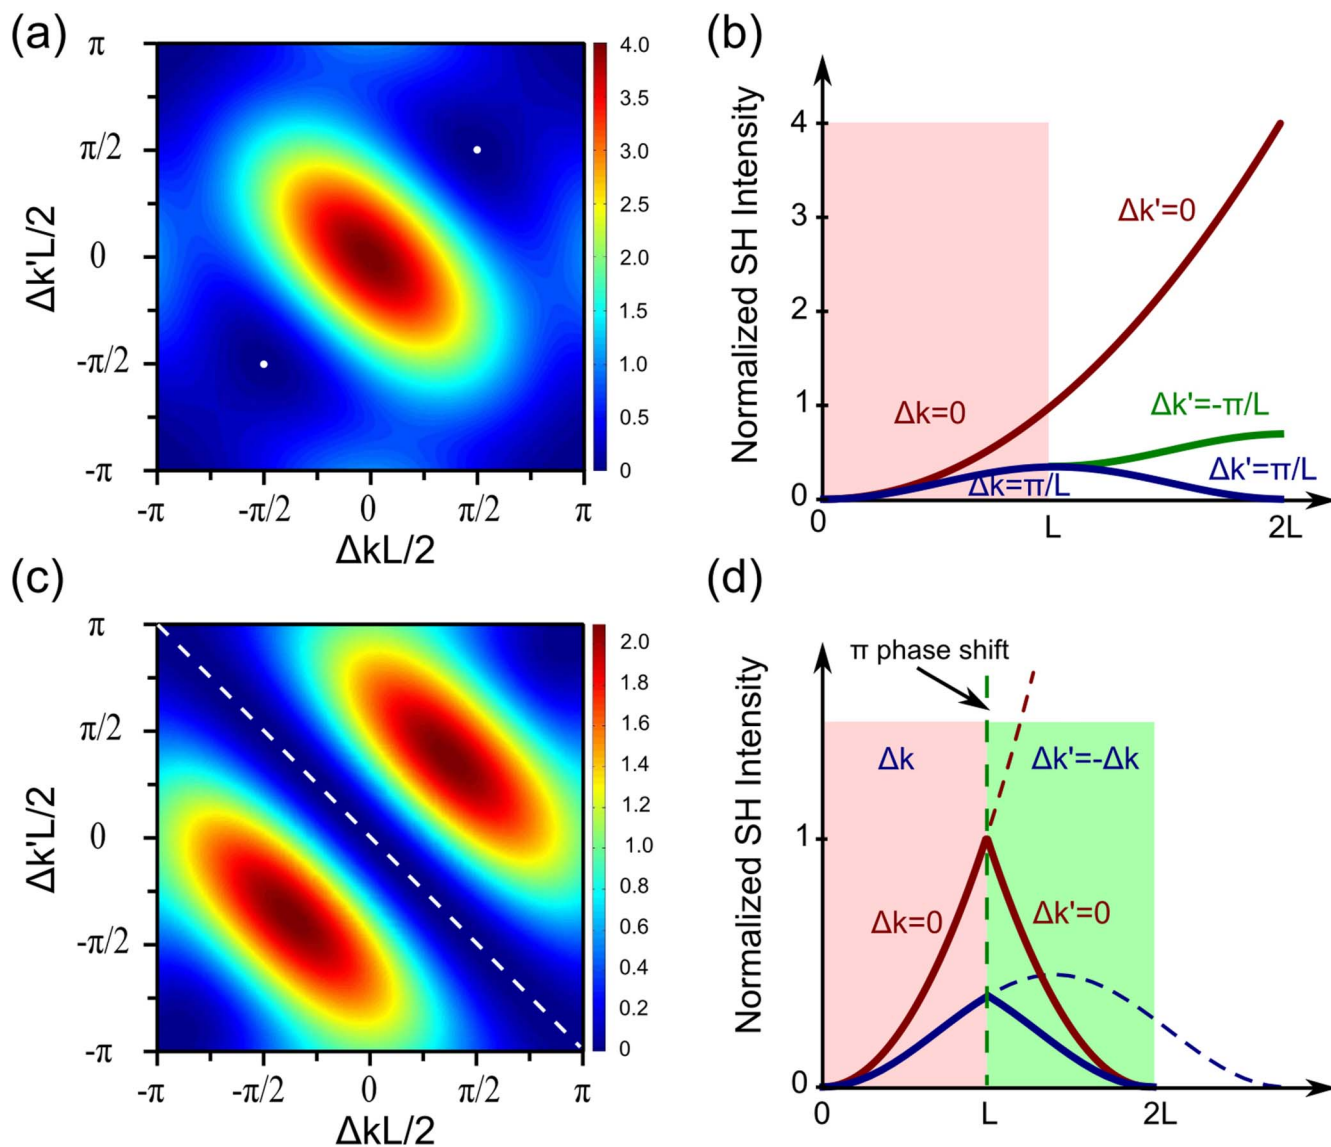 (a)
π
π/2
0
-π/2
-π
Δk'L/2
-π
-π/2
0
π/2
π
ΔkL/2
4.0
3.5
3.0
2.5
2.0
1.5
1.0
0.5
0
(b)
Normalized SH Intensity
4
3
2
1
0
0
L
2L
Δk'=0
Δk=0
Δk'=-π/L
Δk'=π/L
Δk=π/L
(c)
π
π/2
0
-π/2
-π
Δk'L/2
-π
-π/2
0
π/2
π
ΔkL/2
2.0
1.8
1.6
1.4
1.2
1.0
0.8
0.6
0.4
0.2
0
(d)
Normalized SH Intensity
π phase shift
Δk
Δk'=-Δk
1
Δk=0
Δk'=0
0
0
L
2L